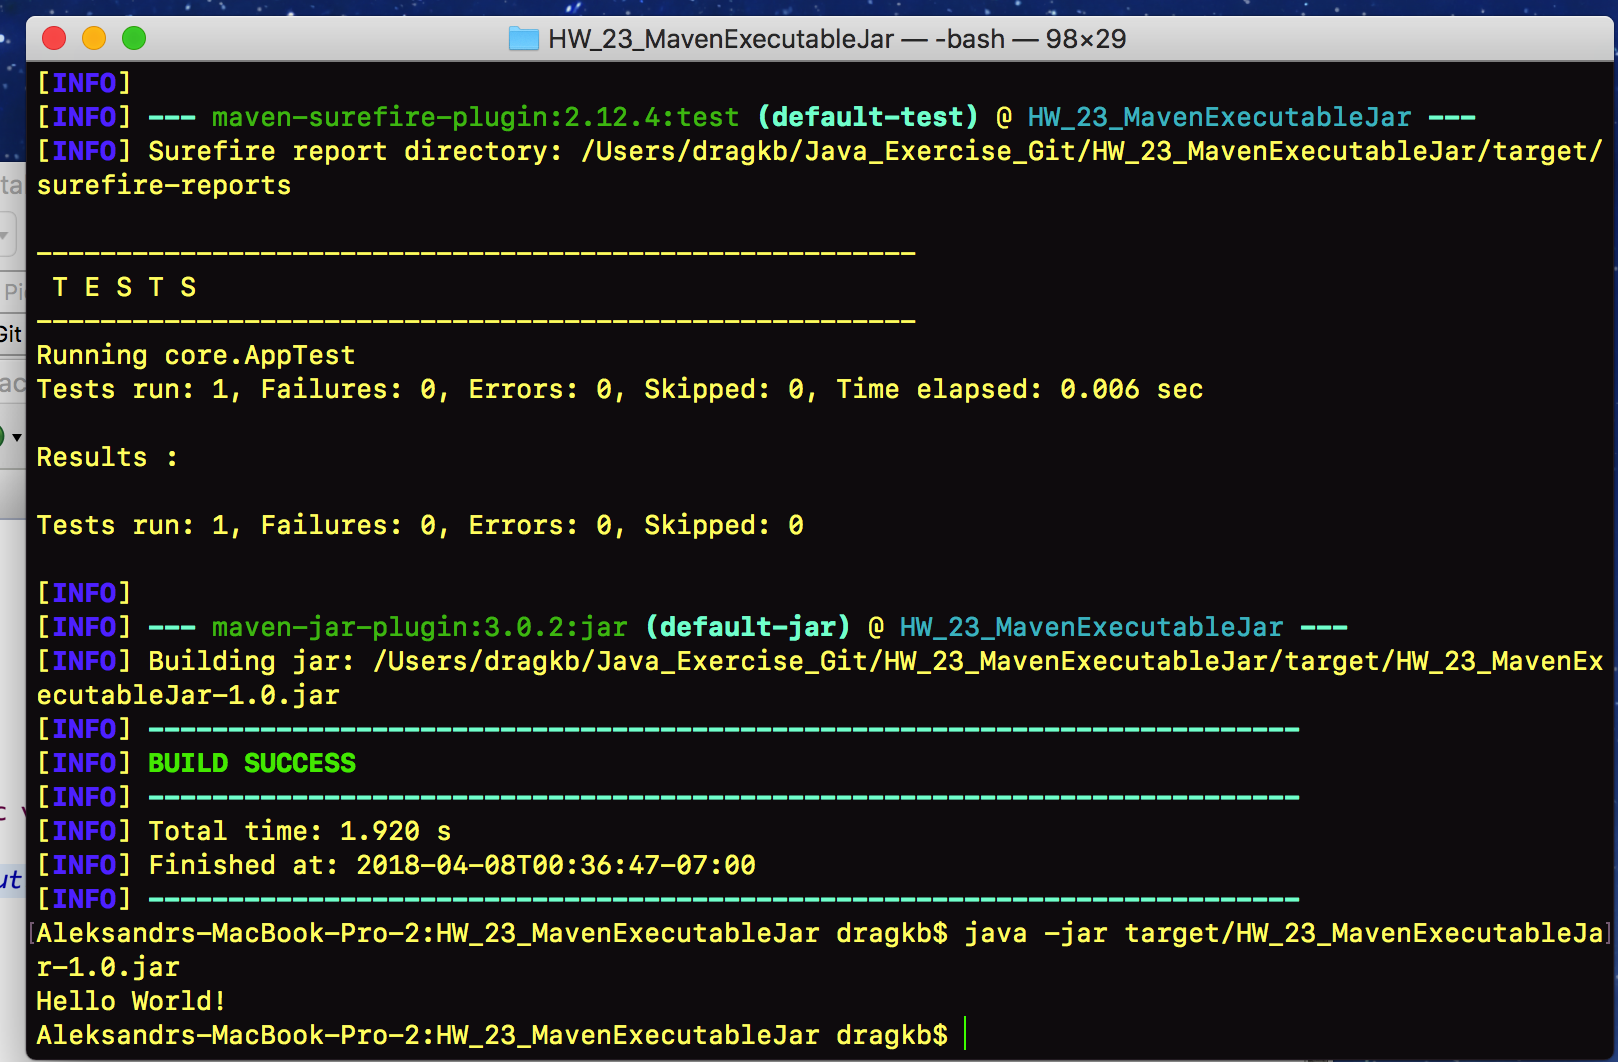 HW_23_MavenExecutableJar — -bash — 98×29
[INFO]
[INFO] --- maven-surefire-plugin:2.12.4:test (default-test) @ HW_23_MavenExecutableJar ---
[INFO] Surefire report directory: /Users/dragkb/Java_Exercise_Git/HW_23_MavenExecutableJar/target/
surefire-reports
-------------------------------------------------------
T E S T S
-------------------------------------------------------
Running core.AppTest
Tests run: 1, Failures: 0, Errors: 0, Skipped: 0, Time elapsed: 0.006 sec
Results :
Tests run: 1, Failures: 0, Errors: 0, Skipped: 0
[INFO]
[INFO] --- maven-jar-plugin:3.0.2:jar (default-jar) @ HW_23_MavenExecutableJar ---
[INFO] Building jar: /Users/dragkb/Java_Exercise_Git/HW_23_MavenExecutableJar/target/HW_23_MavenEx
ecutableJar-1.0.jar
[INFO] ------------------------------------------------------------------------
[INFO] BUILD SUCCESS
[INFO] ------------------------------------------------------------------------
[INFO] Total time: 1.920 s
[INFO] Finished at: 2018-04-08T00:36:47-07:00
[INFO] ------------------------------------------------------------------------
[Aleksandrs-MacBook-Pro-2:HW_23_MavenExecutableJar dragkb$ java -jar target/HW_23_MavenExecutableJa]
r-1.0.jar
Hello World!
Aleksandrs-MacBook-Pro-2:HW_23_MavenExecutableJar dragkb$
Git